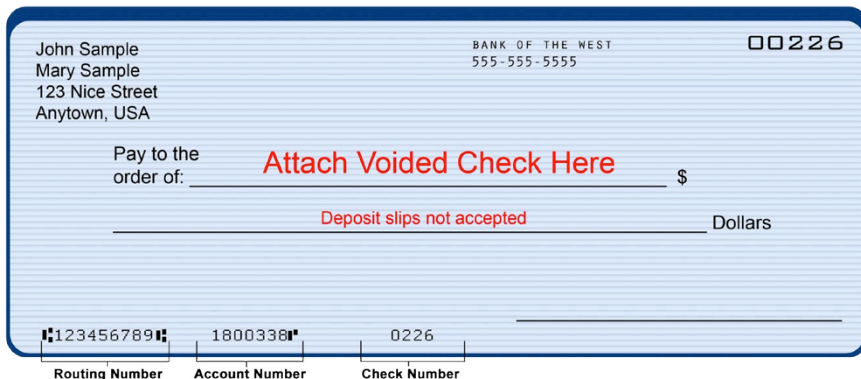 John Sample
Mary Sample
123 Nice Street
Anytown, USA
BANK OF THE WEST
555-555-5555
00226
Pay to the
order of: Attach Voided Check Here $
Deposit slips not accepted Dollars
⑆123456789⑆ 1800338⑈ 0226
Routing Number Account Number Check Number